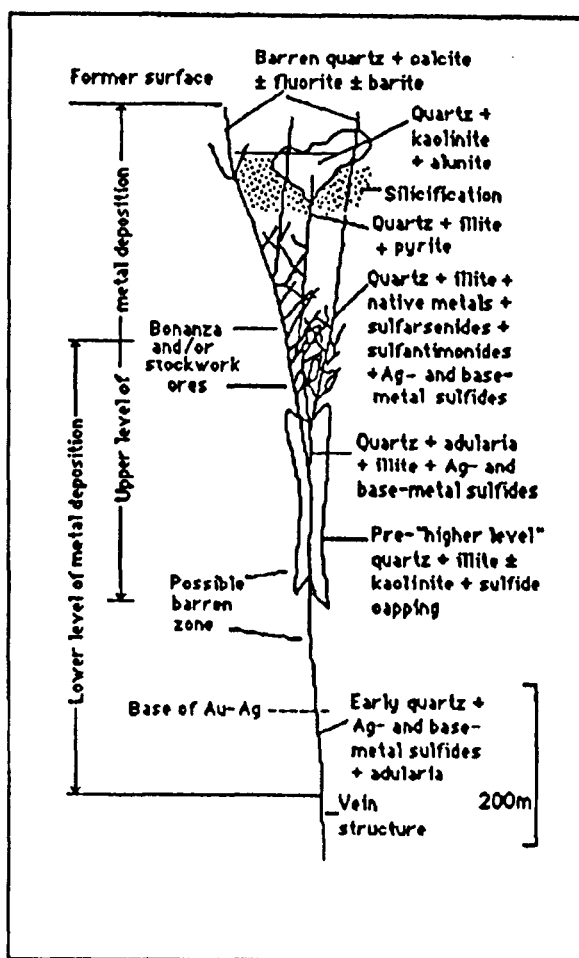 Former surface
Barren quartz + calcite
± fluorite ± barite
Quartz +
kaolinite
+ alunite
Silicification
Quartz + illite
+ pyrite
Quartz + illite +
native metals +
sulfarsenides +
sulfantimonides
+Ag- and base-
metal sulfides
Bonanza
and/or
stockwork
ores
Upper level of metal deposition
Lower level of metal deposition
Quartz + adularia
+ illite + Ag- and
base-metal sulfides
Pre-"higher level"
quartz + illite ±
kaolinite + sulfide
capping
Possible
barren
zone
Base of Au-Ag
Early quartz +
Ag- and base-
metal sulfides
+ adularia
200m
Vein
structure